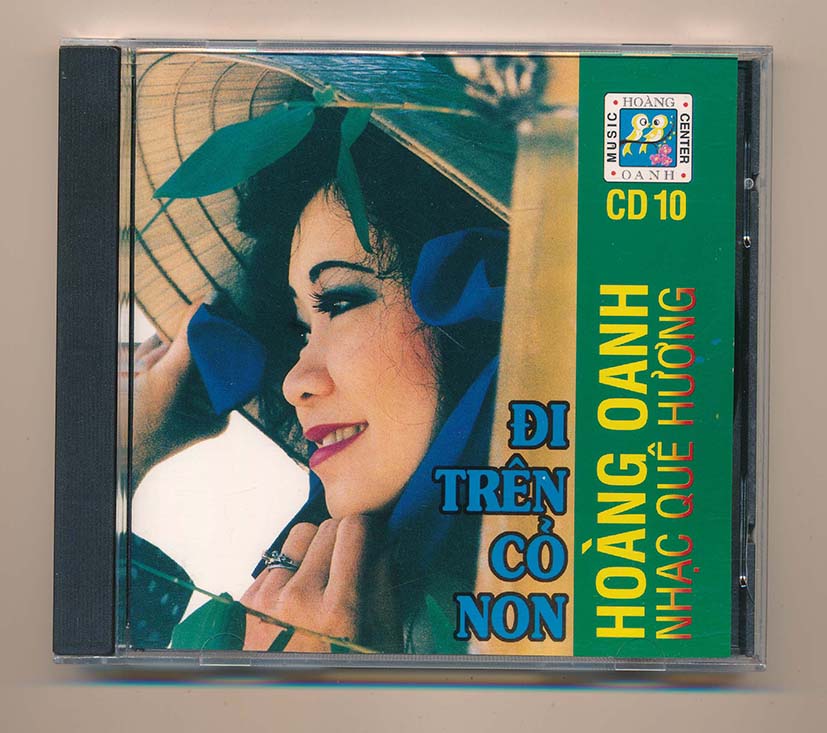 HOÀNG
MUSIC
CENTER
OANH
CD 10
HOÀNG OANH
NHẠC QUÊ HƯƠNG
ĐI
TRÊN
CỎ
NON